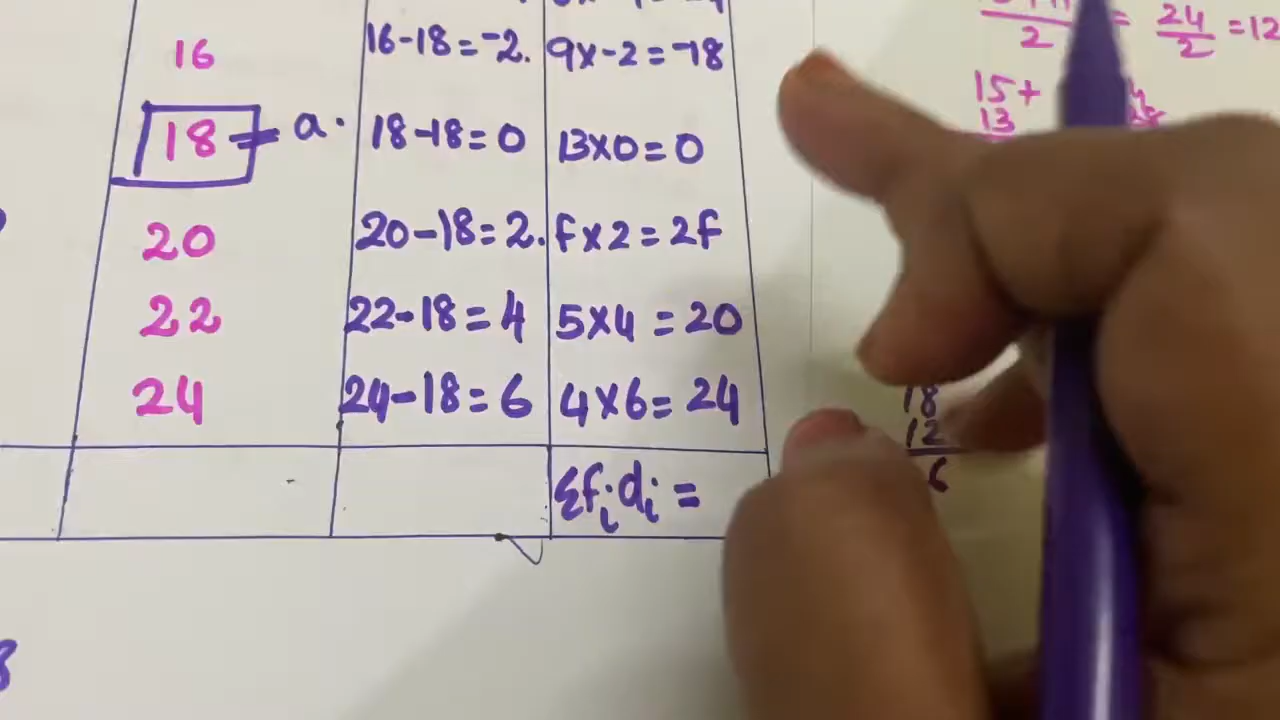 16 16-18=-2. 9x-2=-18
18 a. 18-18=0 13x0=0
20 20-18=2. fx2=2f
22 22-18=4 5x4=20
24 24-18=6 4x6=24
Σfidi =
2 = 24/2 =12
15+
13
18
12
6